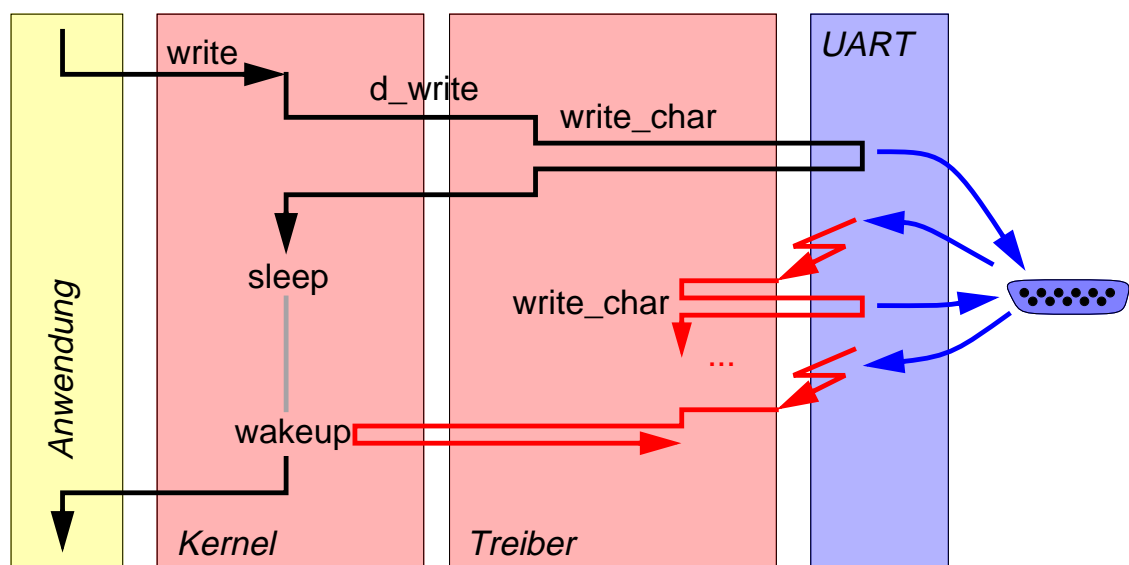 UART
write
d_write
write_char
sleep
write_char
...
Anwendung
wakeup
Kernel
Treiber